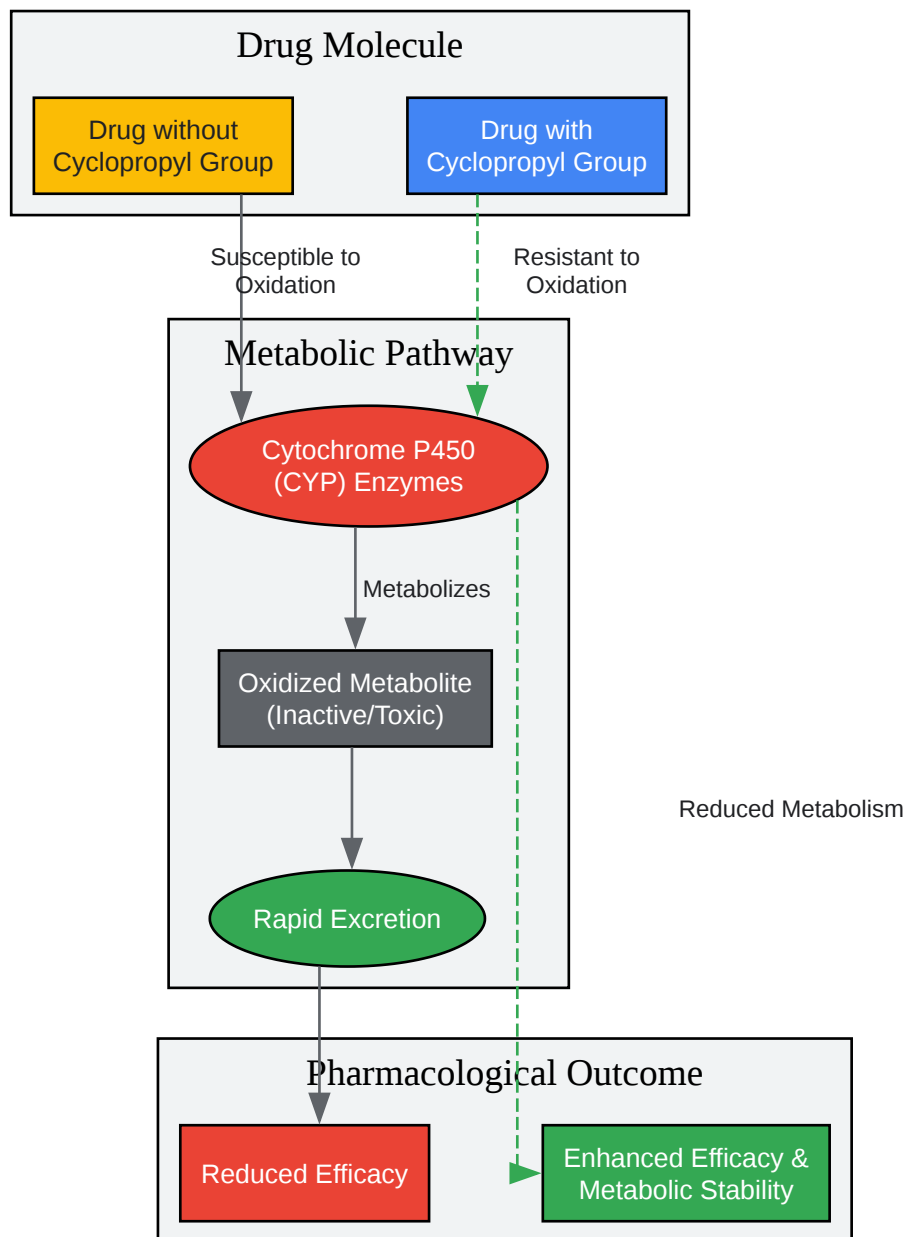 Drug Molecule
Drug without
Cyclopropyl Group
Drug with
Cyclopropyl Group
Susceptible to
Oxidation
Resistant to
Oxidation
Metabolic Pathway
Cytochrome P450
(CYP) Enzymes
Metabolizes
Oxidized Metabolite
(Inactive/Toxic)
Reduced Metabolism
Rapid Excretion
Pharmacological Outcome
Reduced Efficacy
Enhanced Efficacy &
Metabolic Stability